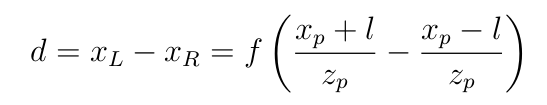 d = x_L − x_R = f \left( \frac{x_p + l}{z_p} − \frac{x_p − l}{z_p} \right)